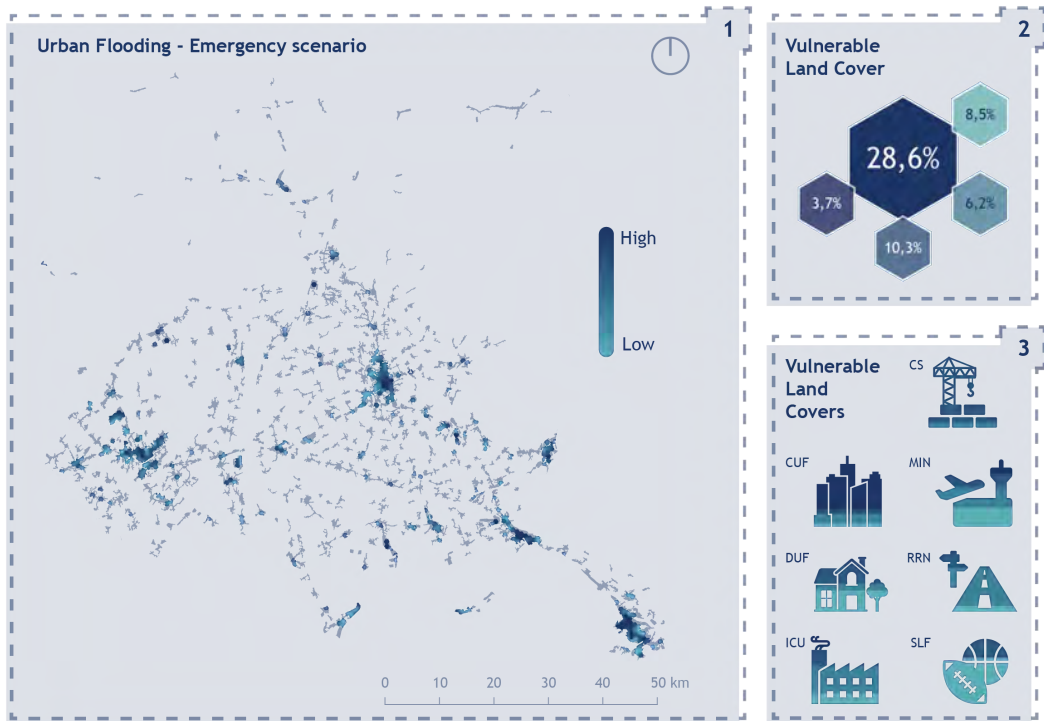 1
Urban Flooding - Emergency scenario
High
Low
0 10 20 30 40 50 km
2
Vulnerable
Land Cover
8,5%
28,6%
3,7%
6,2%
10,3%
3
Vulnerable
Land
Covers
CS
CUF
MIN
DUF
RRN
ICU
SLF